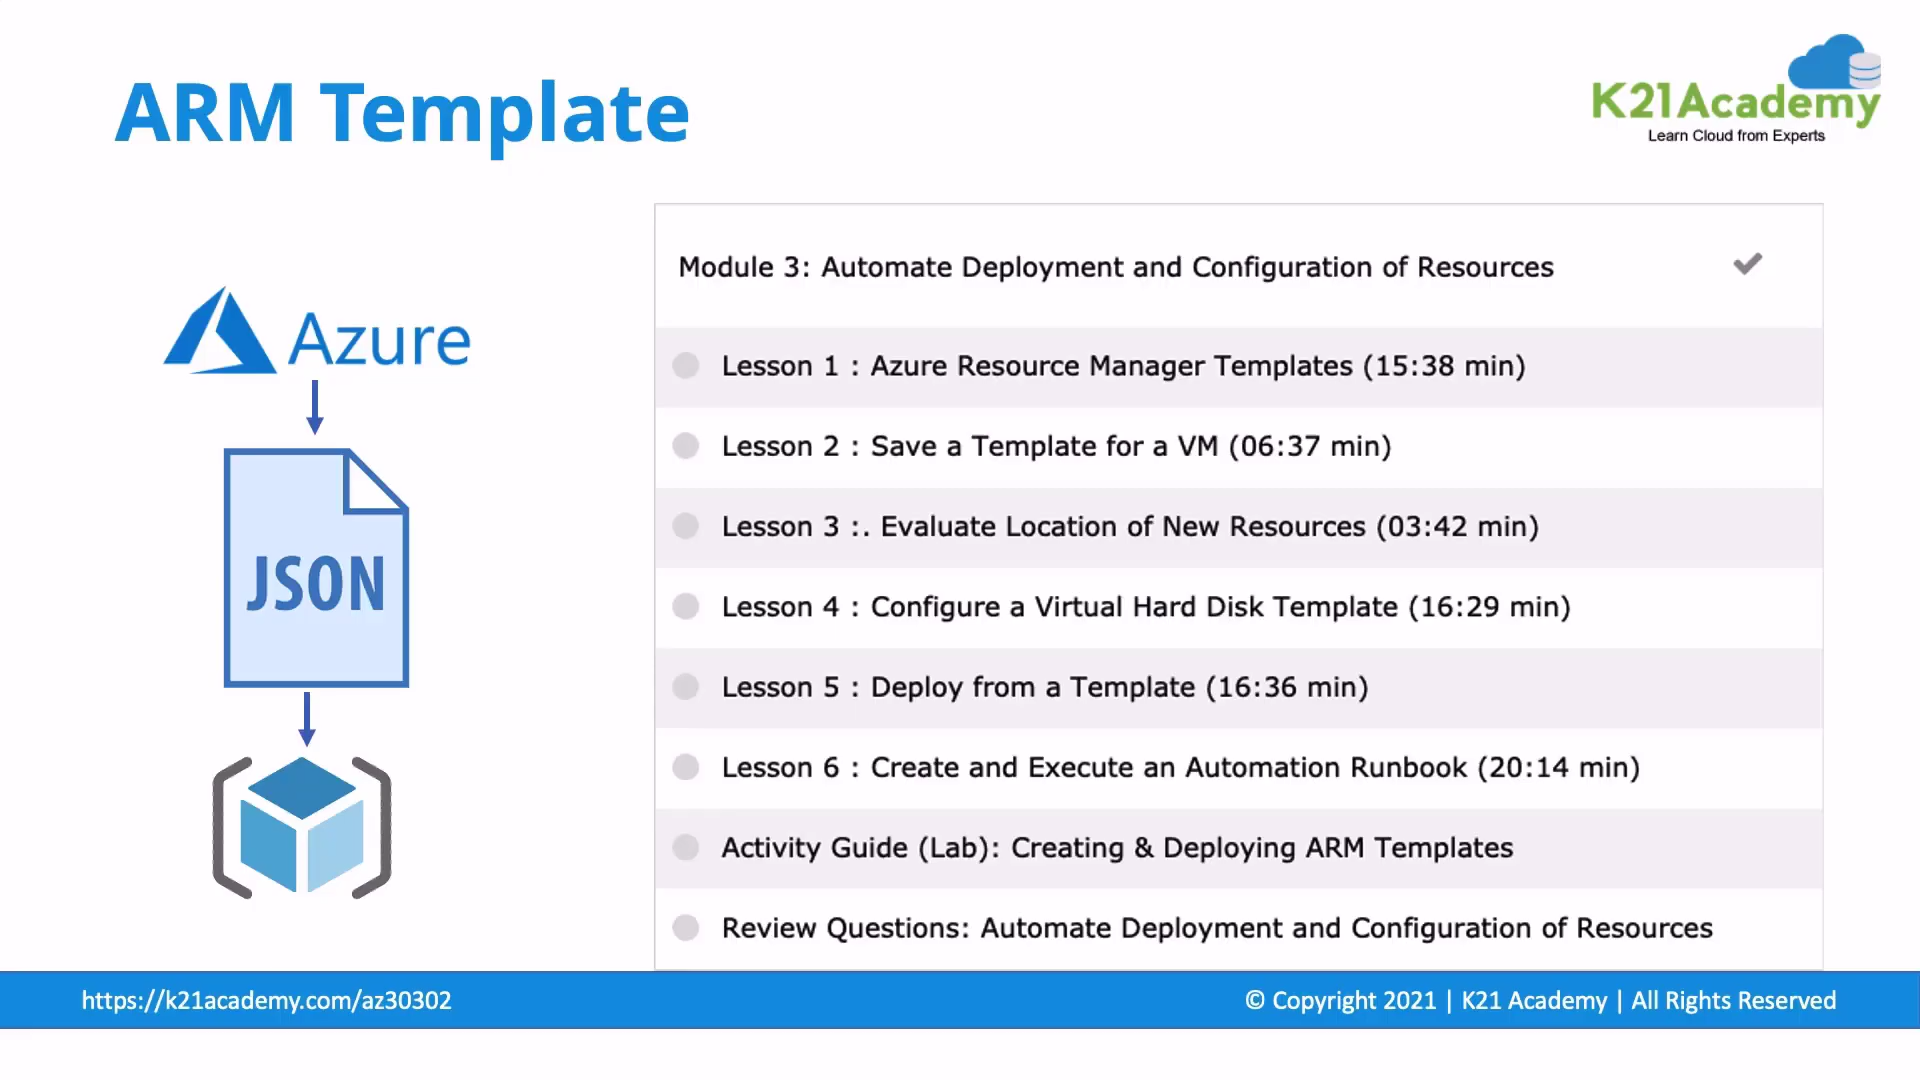 ARM Template
K21Academy
Learn Cloud from Experts
Azure
JSON
Module 3: Automate Deployment and Configuration of Resources
Lesson 1 : Azure Resource Manager Templates (15:38 min)
Lesson 2 : Save a Template for a VM (06:37 min)
Lesson 3 :. Evaluate Location of New Resources (03:42 min)
Lesson 4 : Configure a Virtual Hard Disk Template (16:29 min)
Lesson 5 : Deploy from a Template (16:36 min)
Lesson 6 : Create and Execute an Automation Runbook (20:14 min)
Activity Guide (Lab): Creating & Deploying ARM Templates
Review Questions: Automate Deployment and Configuration of Resources
https://k21academy.com/az30302
© Copyright 2021 | K21 Academy | All Rights Reserved